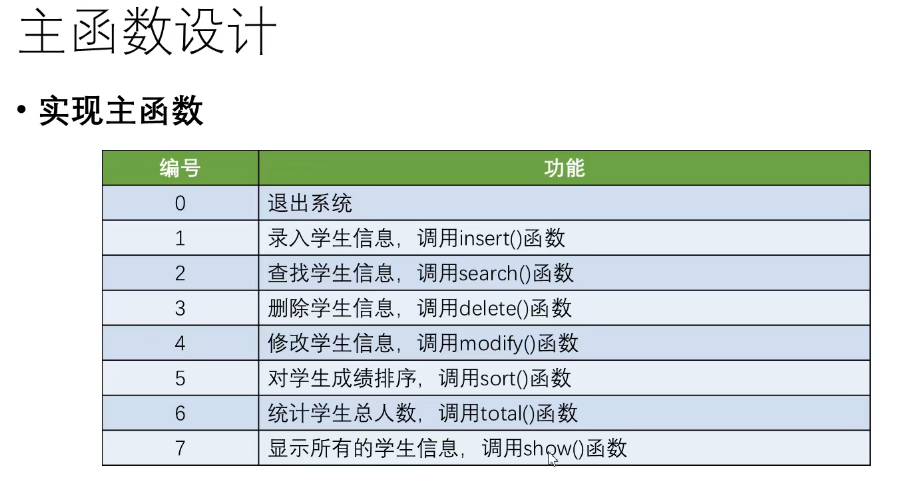 主函数设计
• 实现主函数
编号 功能
0 退出系统
1 录入学生信息，调用insert()函数
2 查找学生信息，调用search()函数
3 删除学生信息，调用delete()函数
4 修改学生信息，调用modify()函数
5 对学生成绩排序，调用sort()函数
6 统计学生总人数，调用total()函数
7 显示所有的学生信息，调用show()函数